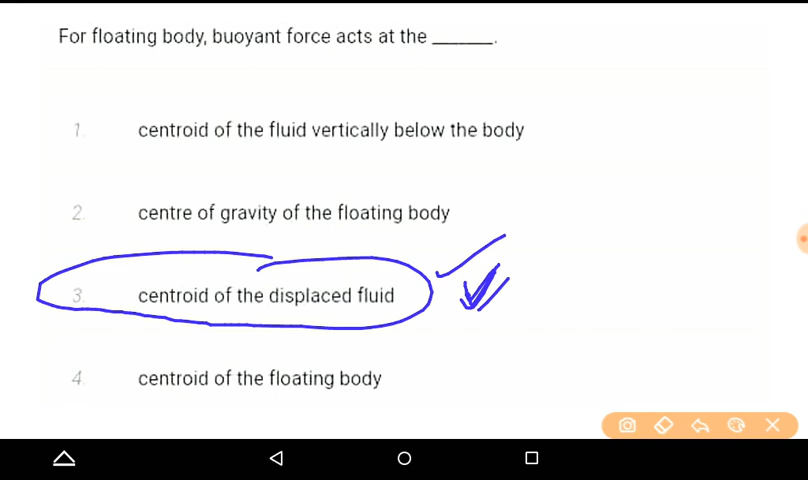 For floating body, buoyant force acts at the ______.
1. centroid of the fluid vertically below the body
2. centre of gravity of the floating body
3. centroid of the displaced fluid
4. centroid of the floating body